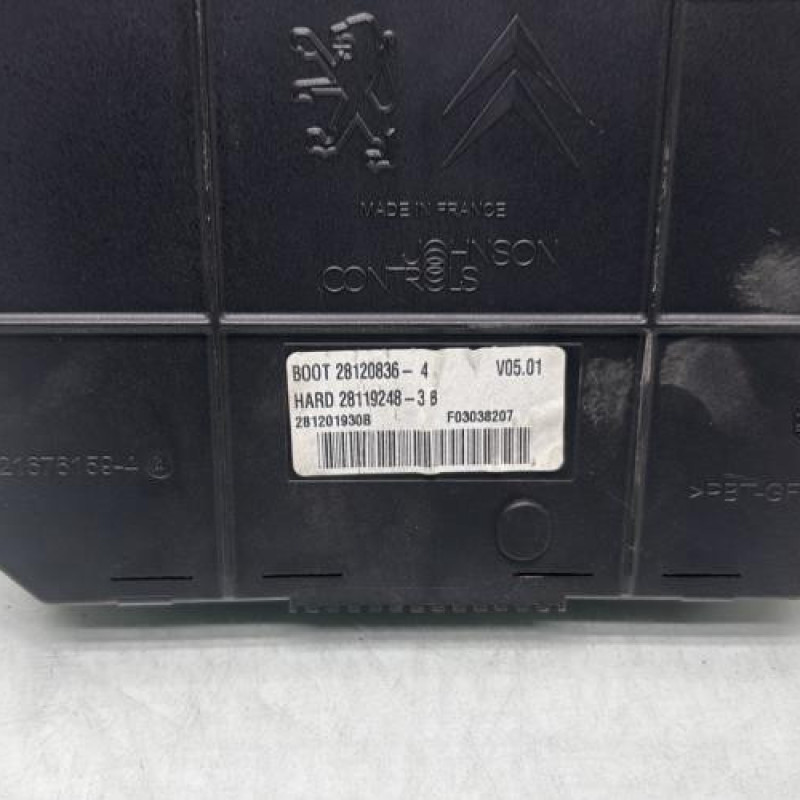 MADE IN FRANCE
JOHNSON
CONTROLS
BOOT 28120836-4 V05.01
HARD 28119248-3 B
281201930B F03038207
21676159-4 A
>PBT-GF